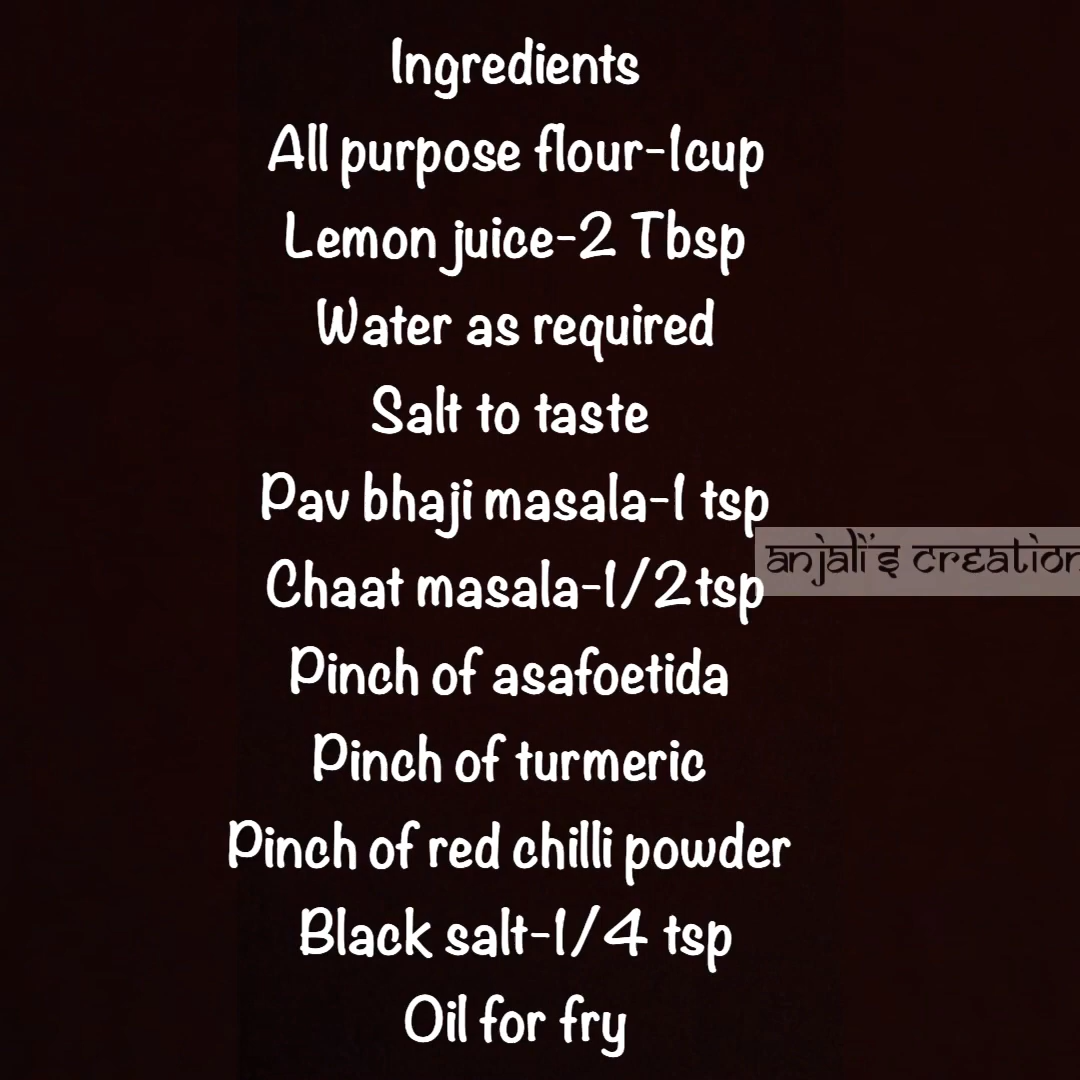 Ingredients
All purpose flour-1cup
Lemon juice-2 Tbsp
Water as required
Salt to taste
Pav bhaji masala-1 tsp
anjali's creation
Chaat masala-1/2tsp
Pinch of asafoetida
Pinch of turmeric
Pinch of red chilli powder
Black salt-1/4 tsp
Oil for fry